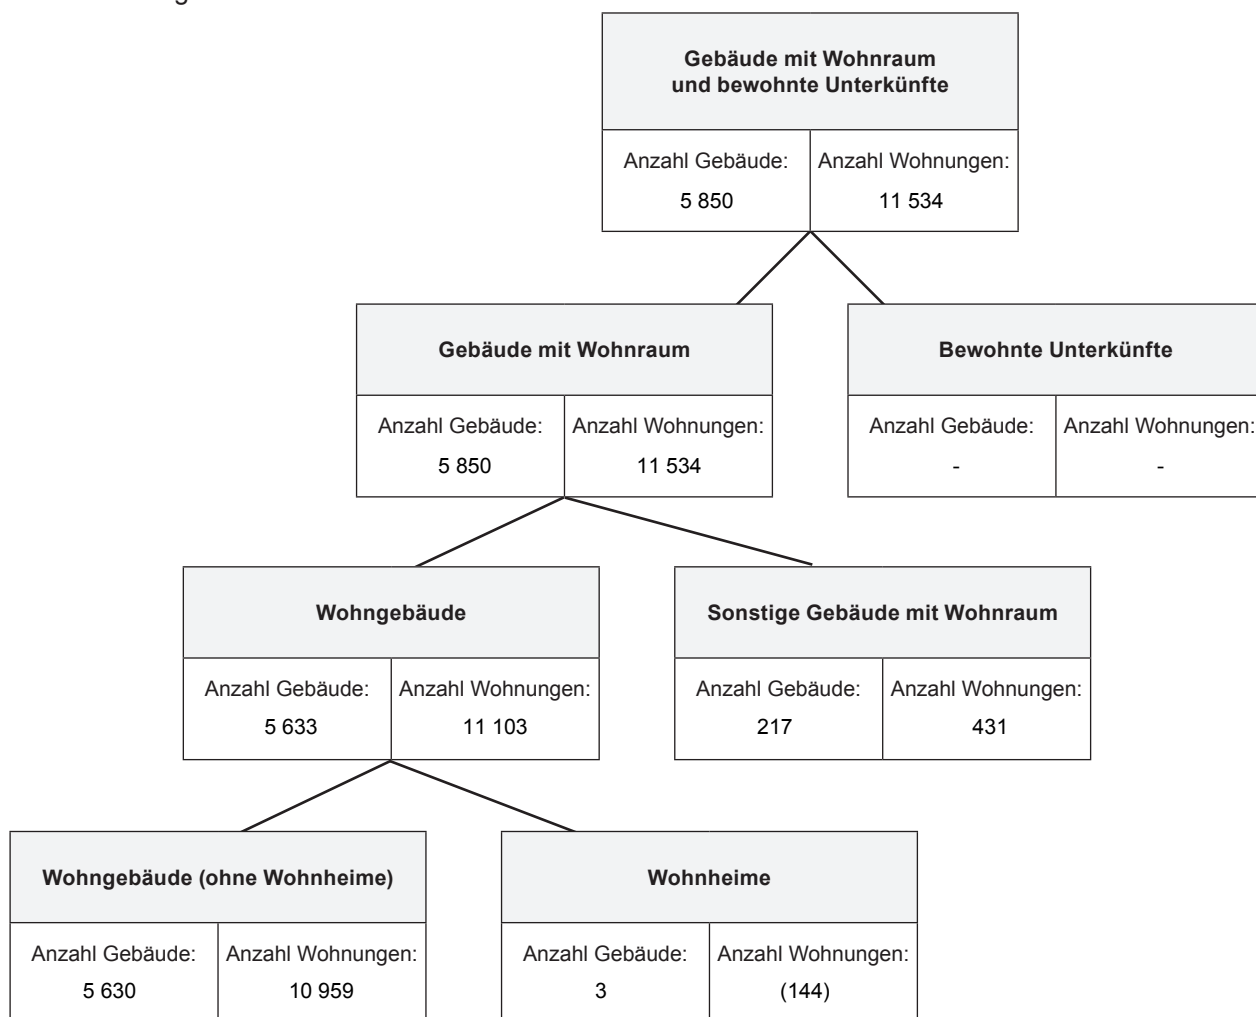 Gebäude mit Wohnraum
und bewohnte Unterkünfte
Anzahl Gebäude: Anzahl Wohnungen:
5 850 11 534
Gebäude mit Wohnraum
Bewohnte Unterkünfte
Anzahl Gebäude: Anzahl Wohnungen:
5 850 11 534
Anzahl Gebäude: Anzahl Wohnungen:
- -
Wohngebäude
Sonstige Gebäude mit Wohnraum
Anzahl Gebäude: Anzahl Wohnungen:
5 633 11 103
Anzahl Gebäude: Anzahl Wohnungen:
217 431
Wohngebäude (ohne Wohnheime)
Wohnheime
Anzahl Gebäude: Anzahl Wohnungen:
5 630 10 959
Anzahl Gebäude: Anzahl Wohnungen:
3 (144)